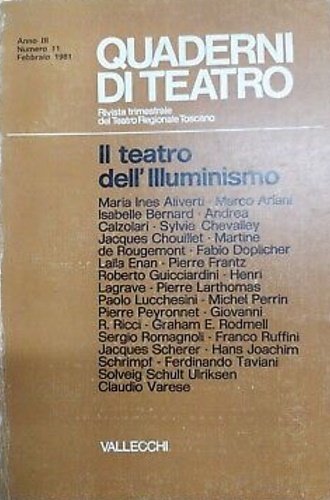 Anno III
Numero 11
Febbraio 1981
QUADERNI
DI TEATRO
Rivista trimestrale
del Teatro Regionale Toscano
Il teatro
dell'Illuminismo
Maria Ines Aliverti · Marco Ariani
Isabelle Bernard · Andrea
Calzolari · Sylvie Chevalley
Jacques Chouillet · Martine
de Rougemont · Fabio Doplicher
Laila Enan · Pierre Frantz
Roberto Guicciardini · Henri
Lagrave · Pierre Larthomas
Paolo Lucchesini · Michel Perrin
Pierre Peyronnet · Giovanni
R. Ricci · Graham E. Rodmell
Sergio Romagnoli · Franco Ruffini
Jacques Scherer · Hans Joachim
Schrimpf · Ferdinando Taviani
Solveig Schult Ulriksen
Claudio Varese
VALLECCHI